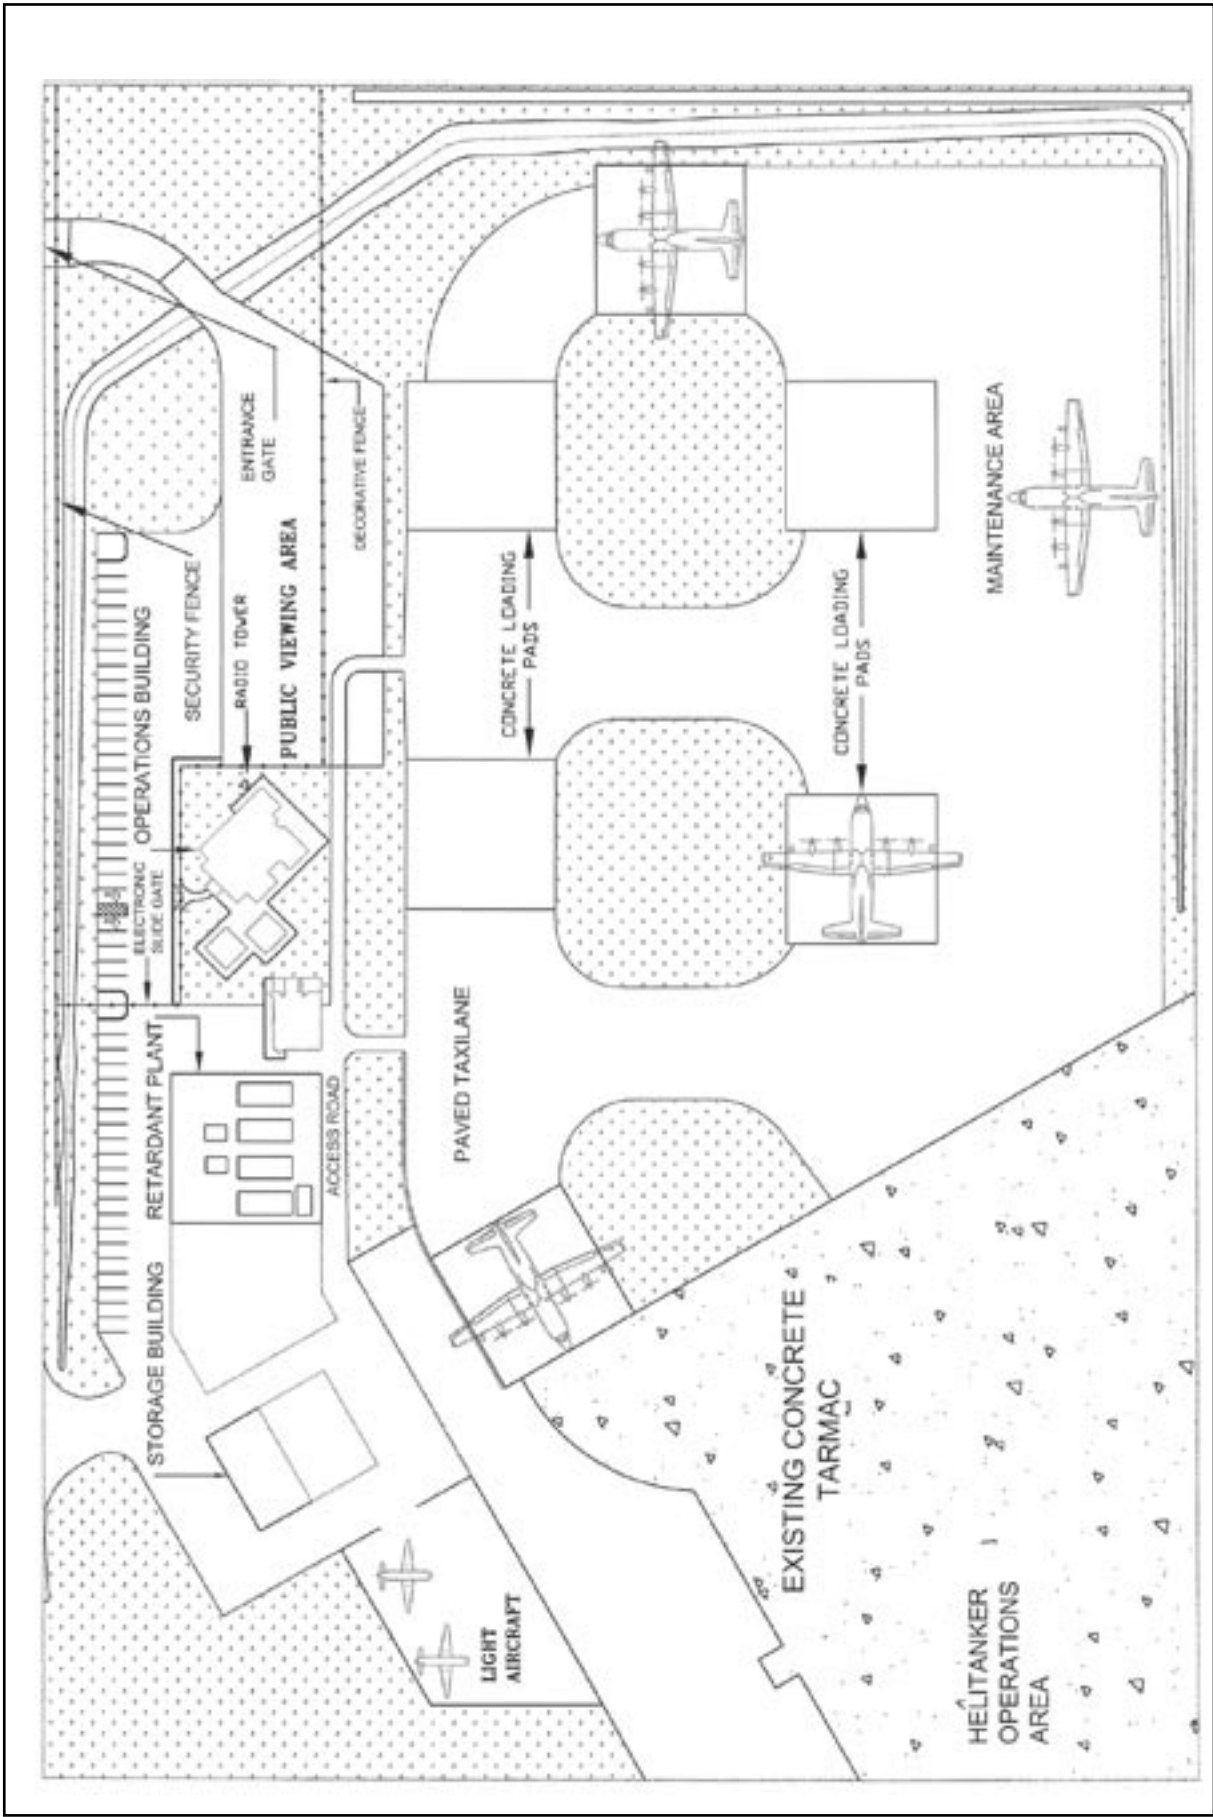 STORAGE BUILDING
RETARDANT PLANT
ELECTRONIC
SLIDE GATE
OPERATIONS BUILDING
SECURITY FENCE
RADIO TOWER
ENTRANCE
GATE
PUBLIC VIEWING AREA
DECORATIVE FENCE
ACCESS ROAD
PAVED TAXILANE
CONCRETE LOADING
PADS
CONCRETE LOADING
PADS
MAINTENANCE AREA
LIGHT
AIRCRAFT
EXISTING CONCRETE
TARMAC
HELITANKER
OPERATIONS
AREA